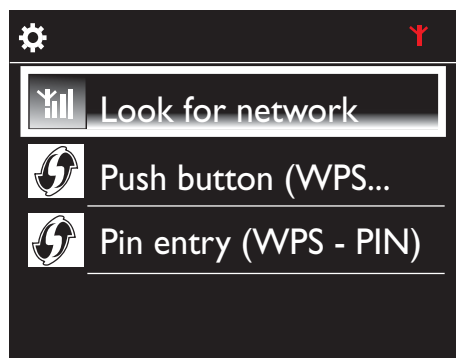 Look for network
Push button (WPS...
Pin entry (WPS - PIN)